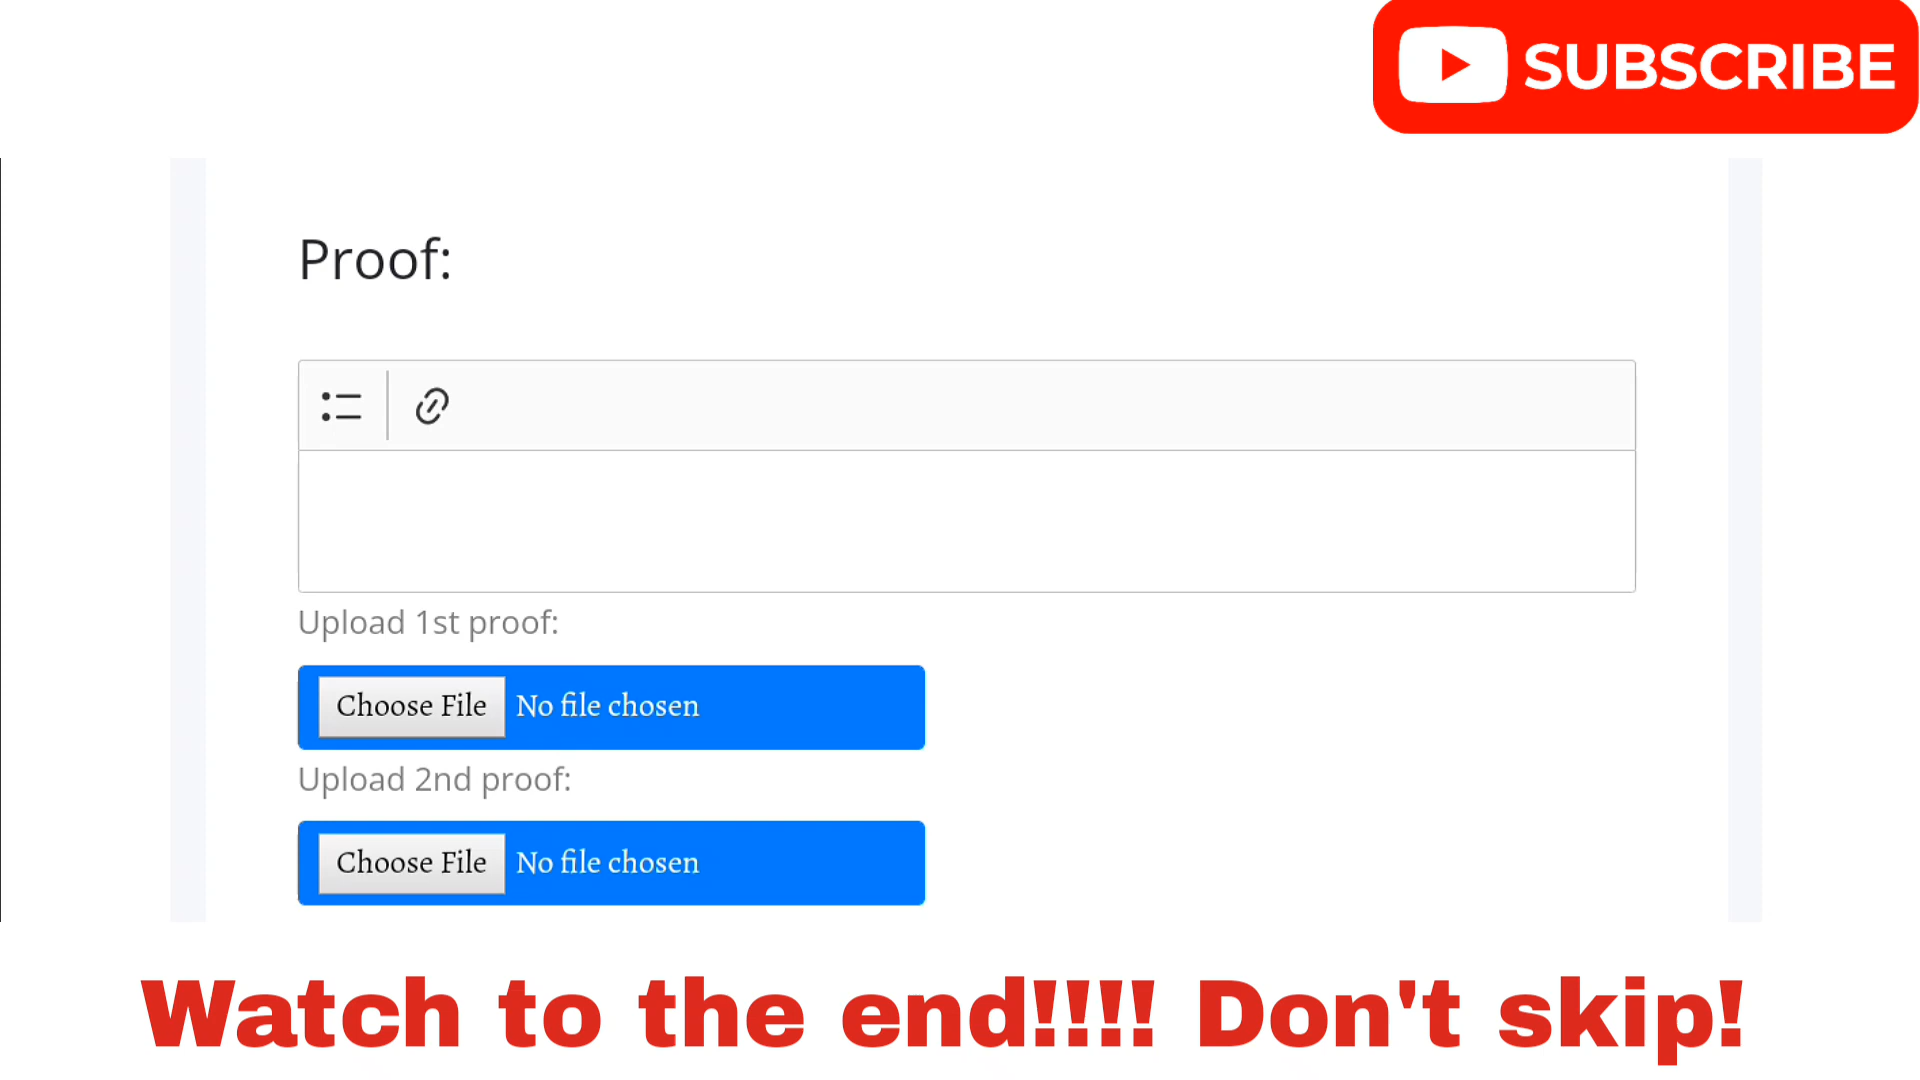 SUBSCRIBE
Proof:
Upload 1st proof:
Choose File No file chosen
Upload 2nd proof:
Choose File No file chosen
Watch to the end!!!! Don't skip!